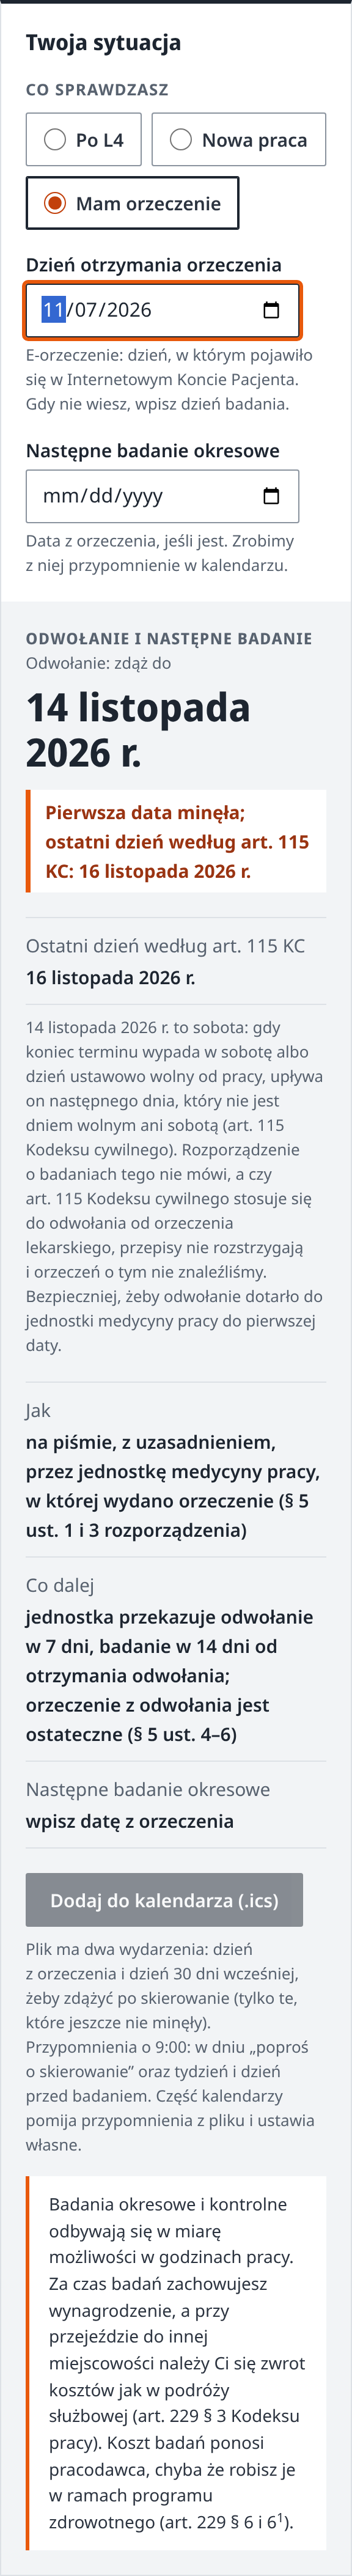 Twoja sytuacja
CO SPRAWDZASZ
Po L4
Nowa praca
Mam orzeczenie
Dzień otrzymania orzeczenia
11/07/2026
E-orzeczenie: dzień, w którym pojawiło
się w Internetowym Koncie Pacjenta.
Gdy nie wiesz, wpisz dzień badania.
Następne badanie okresowe
mm/dd/yyyy
Data z orzeczenia, jeśli jest. Zrobimy
z niej przypomnienie w kalendarzu.
ODWOŁANIE I NASTĘPNE BADANIE
Odwołanie: zdąż do
14 listopada
2026 r.
Pierwsza data minęła;
ostatni dzień według art. 115
KC: 16 listopada 2026 r.
Ostatni dzień według art. 115 KC
16 listopada 2026 r.
14 listopada 2026 r. to sobota: gdy
koniec terminu wypada w sobotę albo
dzień ustawowo wolny od pracy, upływa
on następnego dnia, który nie jest
dniem wolnym ani sobotą (art. 115
Kodeksu cywilnego). Rozporządzenie
o badaniach tego nie mówi, a czy
art. 115 Kodeksu cywilnego stosuje się
do odwołania od orzeczenia
lekarskiego, przepisy nie rozstrzygają
i orzeczeń o tym nie znaleźliśmy.
Bezpieczniej, żeby odwołanie dotarło do
jednostki medycyny pracy do pierwszej
daty.
Jak
na piśmie, z uzasadnieniem,
przez jednostkę medycyny pracy,
w której wydano orzeczenie (§ 5
ust. 1 i 3 rozporządzenia)
Co dalej
jednostka przekazuje odwołanie
w 7 dni, badanie w 14 dni od
otrzymania odwołania;
orzeczenie z odwołania jest
ostateczne (§ 5 ust. 4–6)
Następne badanie okresowe
wpisz datę z orzeczenia
Dodaj do kalendarza (.ics)
Plik ma dwa wydarzenia: dzień
z orzeczenia i dzień 30 dni wcześniej,
żeby zdążyć po skierowanie (tylko te,
które jeszcze nie minęły).
Przypomnienia o 9:00: w dniu „poproś
o skierowanie” oraz tydzień i dzień
przed badaniem. Część kalendarzy
pomija przypomnienia z pliku i ustawia
własne.
Badania okresowe i kontrolne
odbywają się w miarę
możliwości w godzinach pracy.
Za czas badań zachowujesz
wynagrodzenie, a przy
przejeździe do innej
miejscowości należy Ci się zwrot
kosztów jak w podróży
służbowej (art. 229 § 3 Kodeksu
pracy). Koszt badań ponosi
pracodawca, chyba że robisz je
w ramach programu
zdrowotnego (art. 229 § 6 i 6¹).